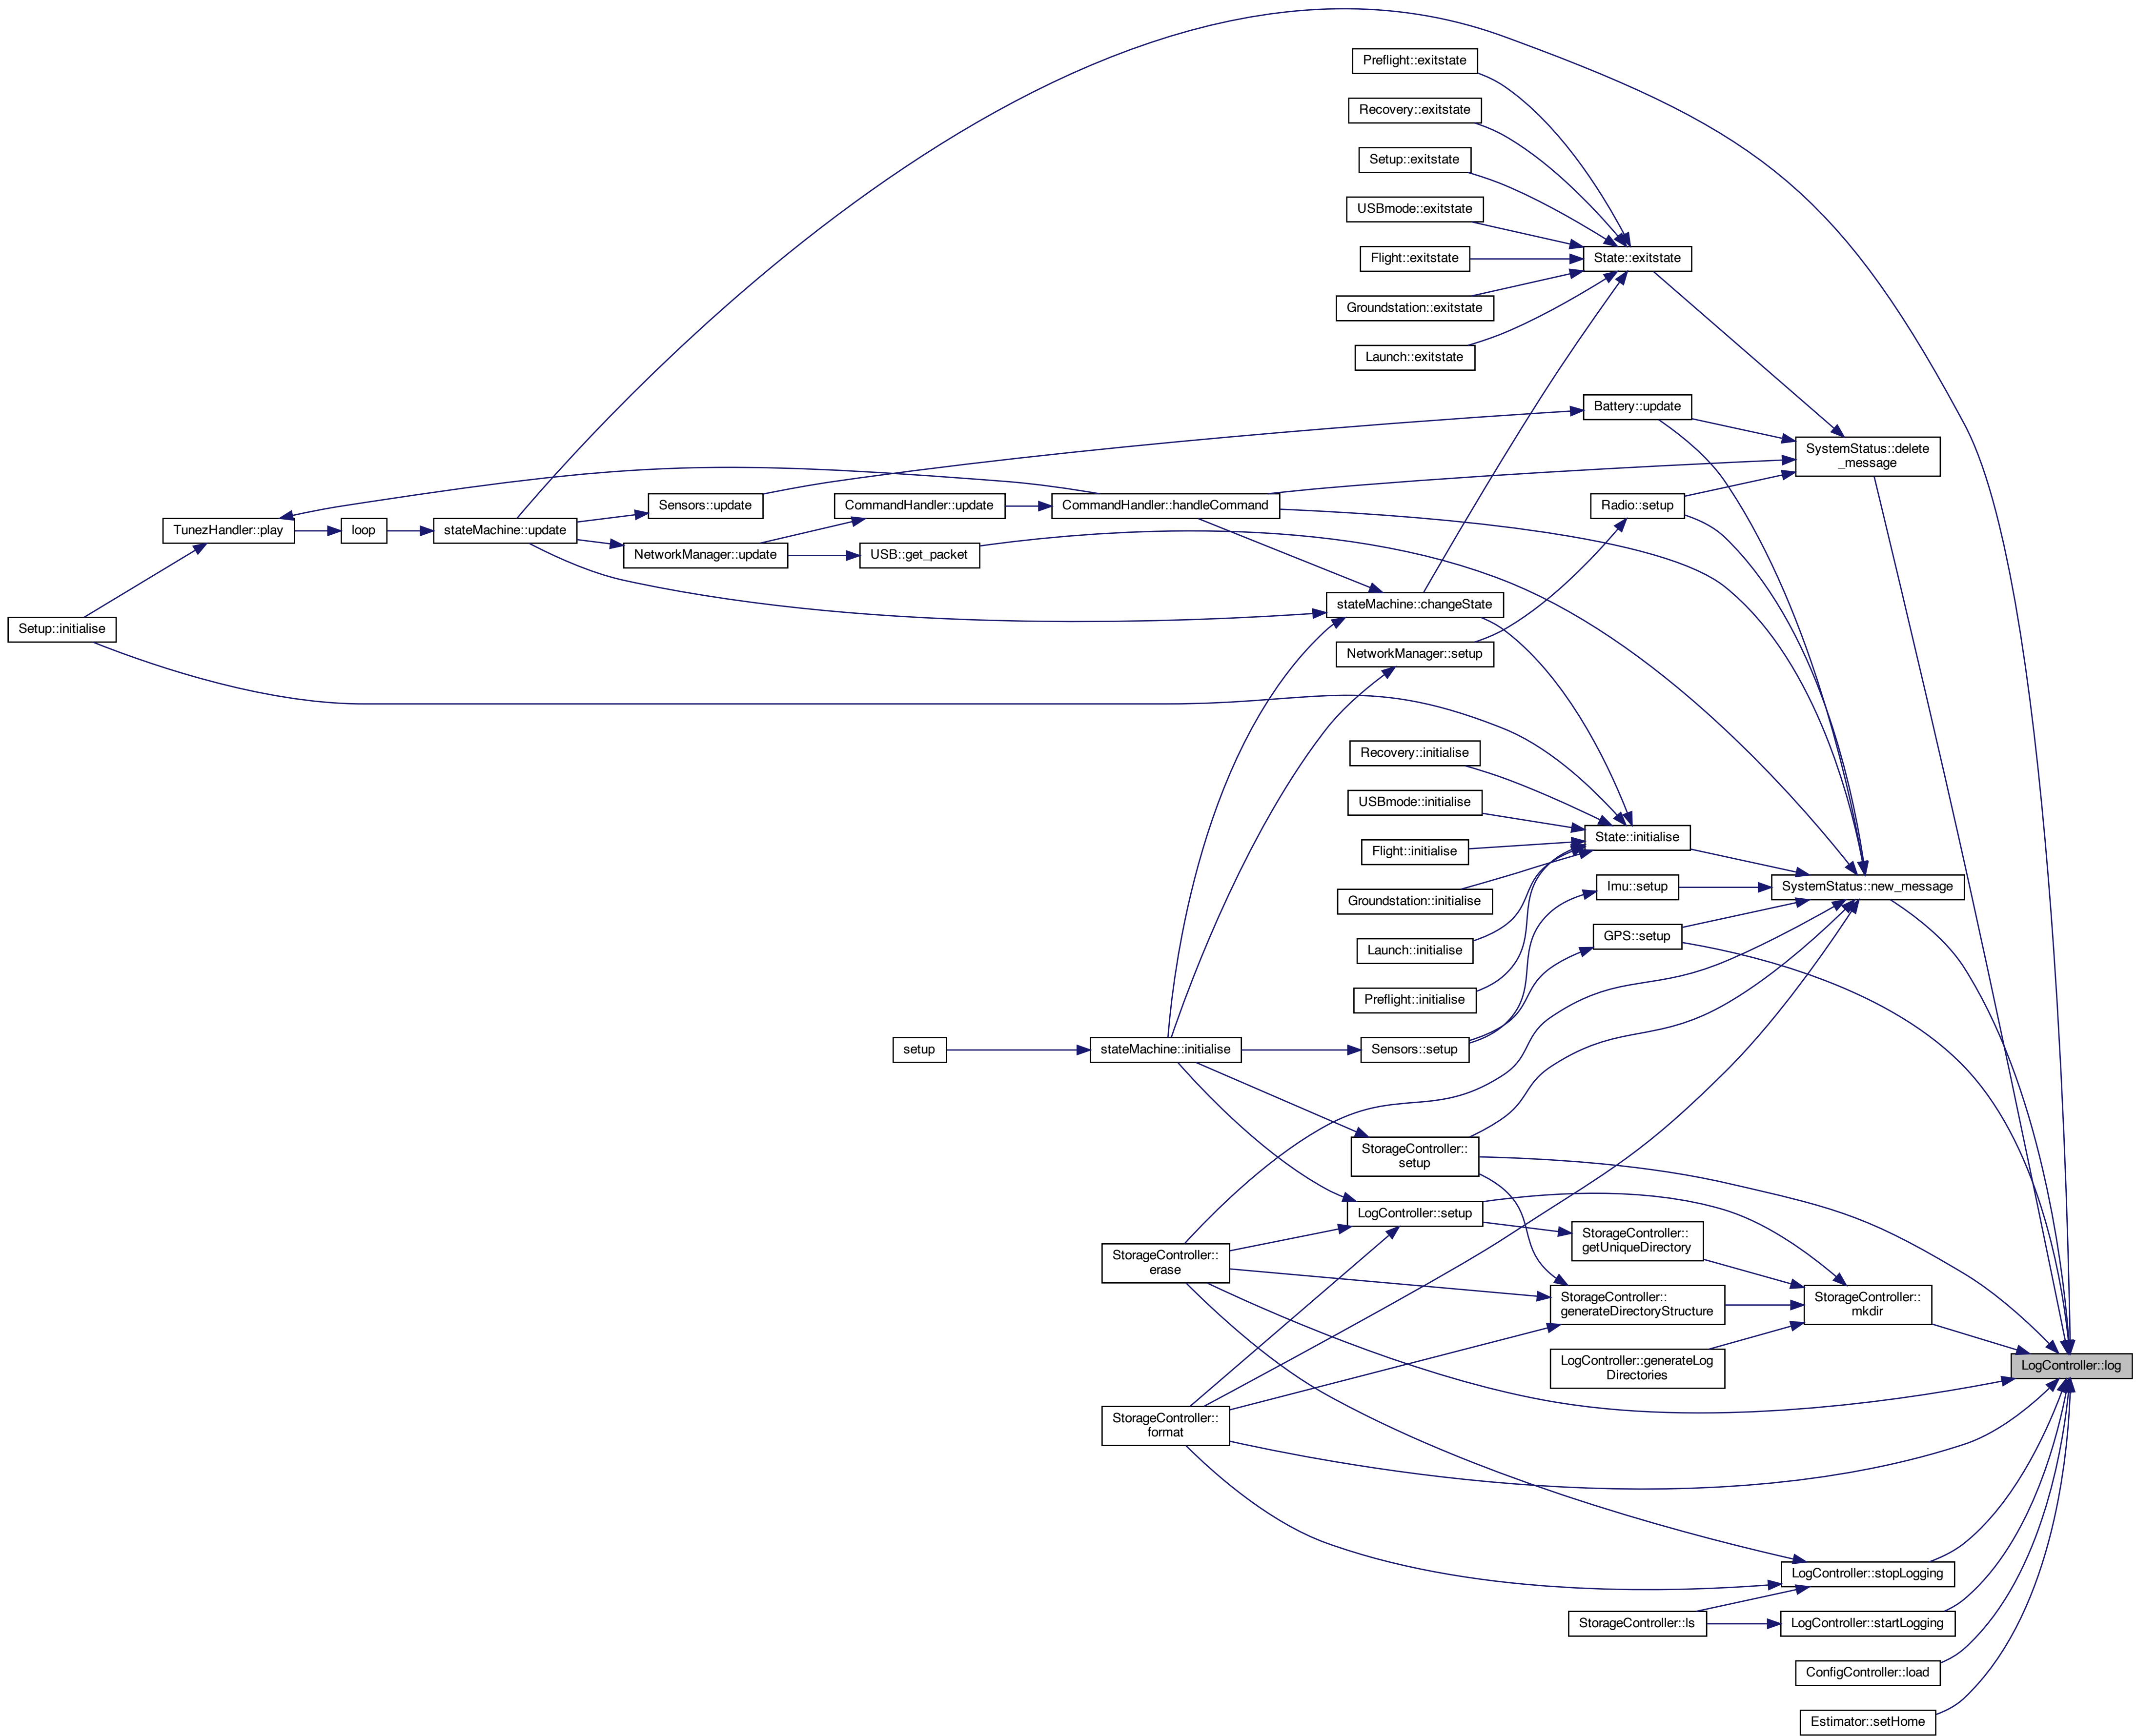 Preflight::exitstate
Recovery::exitstate
Setup::exitstate
USBmode::exitstate
Flight::exitstate
State::exitstate
Groundstation::exitstate
Launch::exitstate
Battery::update
SystemStatus::delete
_message
Sensors::update
CommandHandler::update
CommandHandler::handleCommand
Radio::setup
TunezHandler::play
loop
stateMachine::update
NetworkManager::update
USB::get_packet
stateMachine::changeState
Setup::initialise
NetworkManager::setup
Recovery::initialise
USBmode::initialise
State::initialise
Flight::initialise
Imu::setup
SystemStatus::new_message
Groundstation::initialise
GPS::setup
Launch::initialise
Preflight::initialise
setup
stateMachine::initialise
Sensors::setup
StorageController::
setup
LogController::setup
StorageController::
getUniqueDirectory
StorageController::
erase
StorageController::
generateDirectoryStructure
StorageController::
mkdir
LogController::generateLog
Directories
LogController::log
StorageController::
format
LogController::stopLogging
StorageController::ls
LogController::startLogging
ConfigController::load
Estimator::setHome